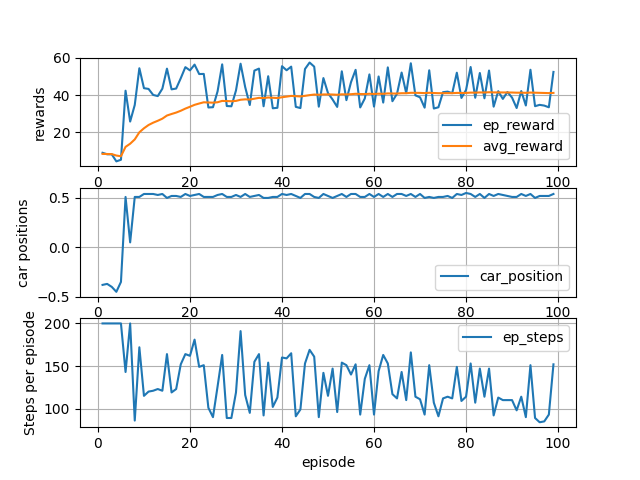 60
40
20
rewards
ep_reward
avg_reward
0 20 40 60 80 100
0.5
0.0
−0.5
car positions
car_position
0 20 40 60 80 100
200
150
100
Steps per episode
ep_steps
0 20 40 60 80 100
episode